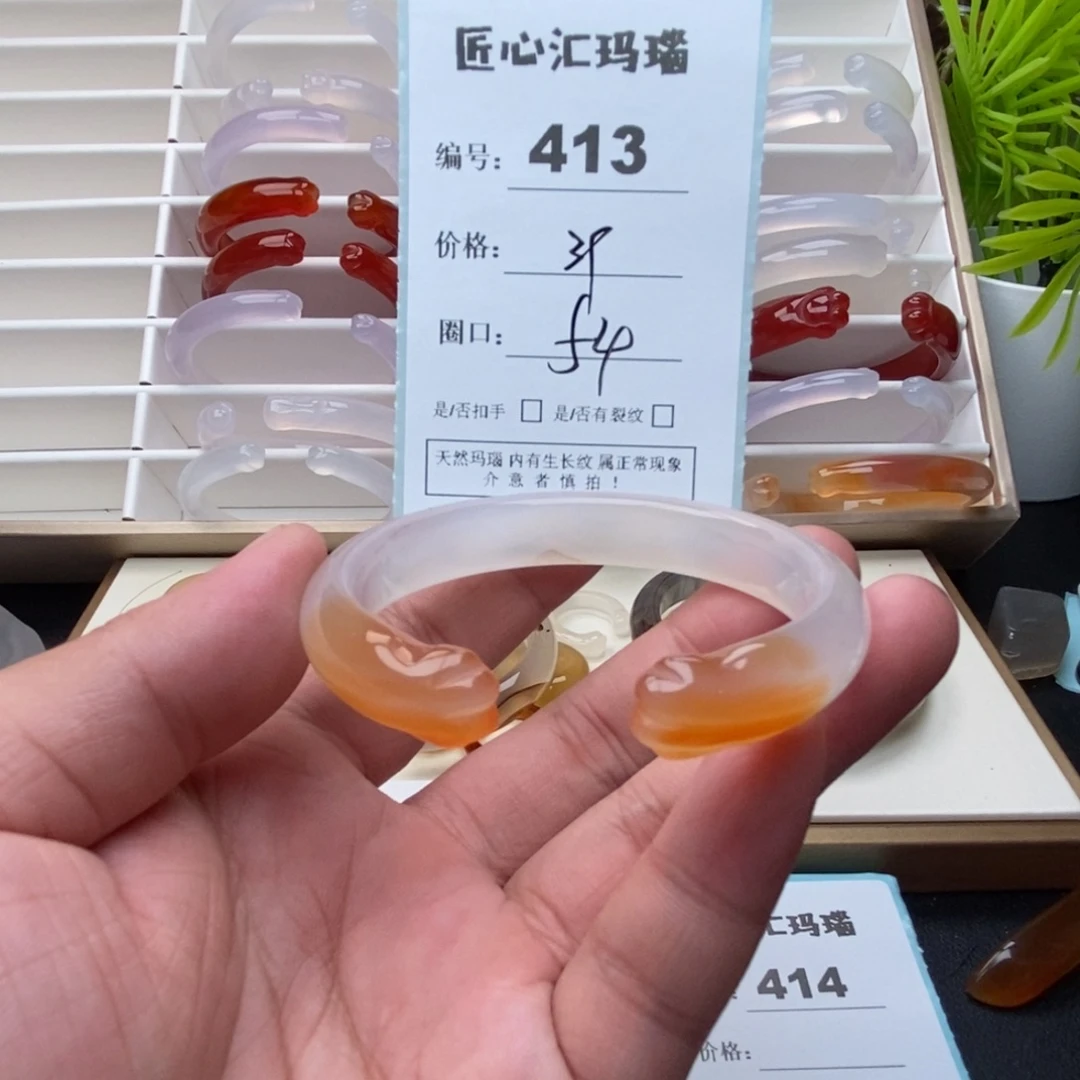 匠心汇玛瑙
编号: 413
价格:
圈口: 54
是/否扣手 □ 是/否有裂纹 □
天然玛瑙 内有生长纹 属正常现象
介意者慎拍！
汇玛瑙
414
价格: